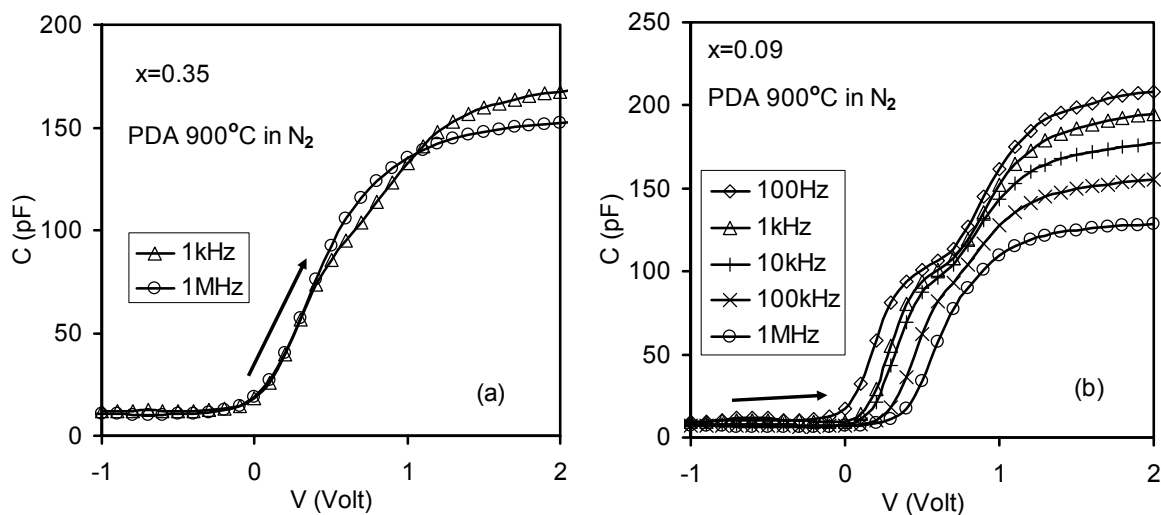 200
150
100
50
0
C (pF)
x=0.35
PDA 900°C in N₂
1kHz
1MHz
(a)
-1
0
1
2
V (Volt)
250
200
150
100
50
0
C (pF)
x=0.09
PDA 900°C in N₂
100Hz
1kHz
10kHz
100kHz
1MHz
(b)
-1
0
1
2
V (Volt)